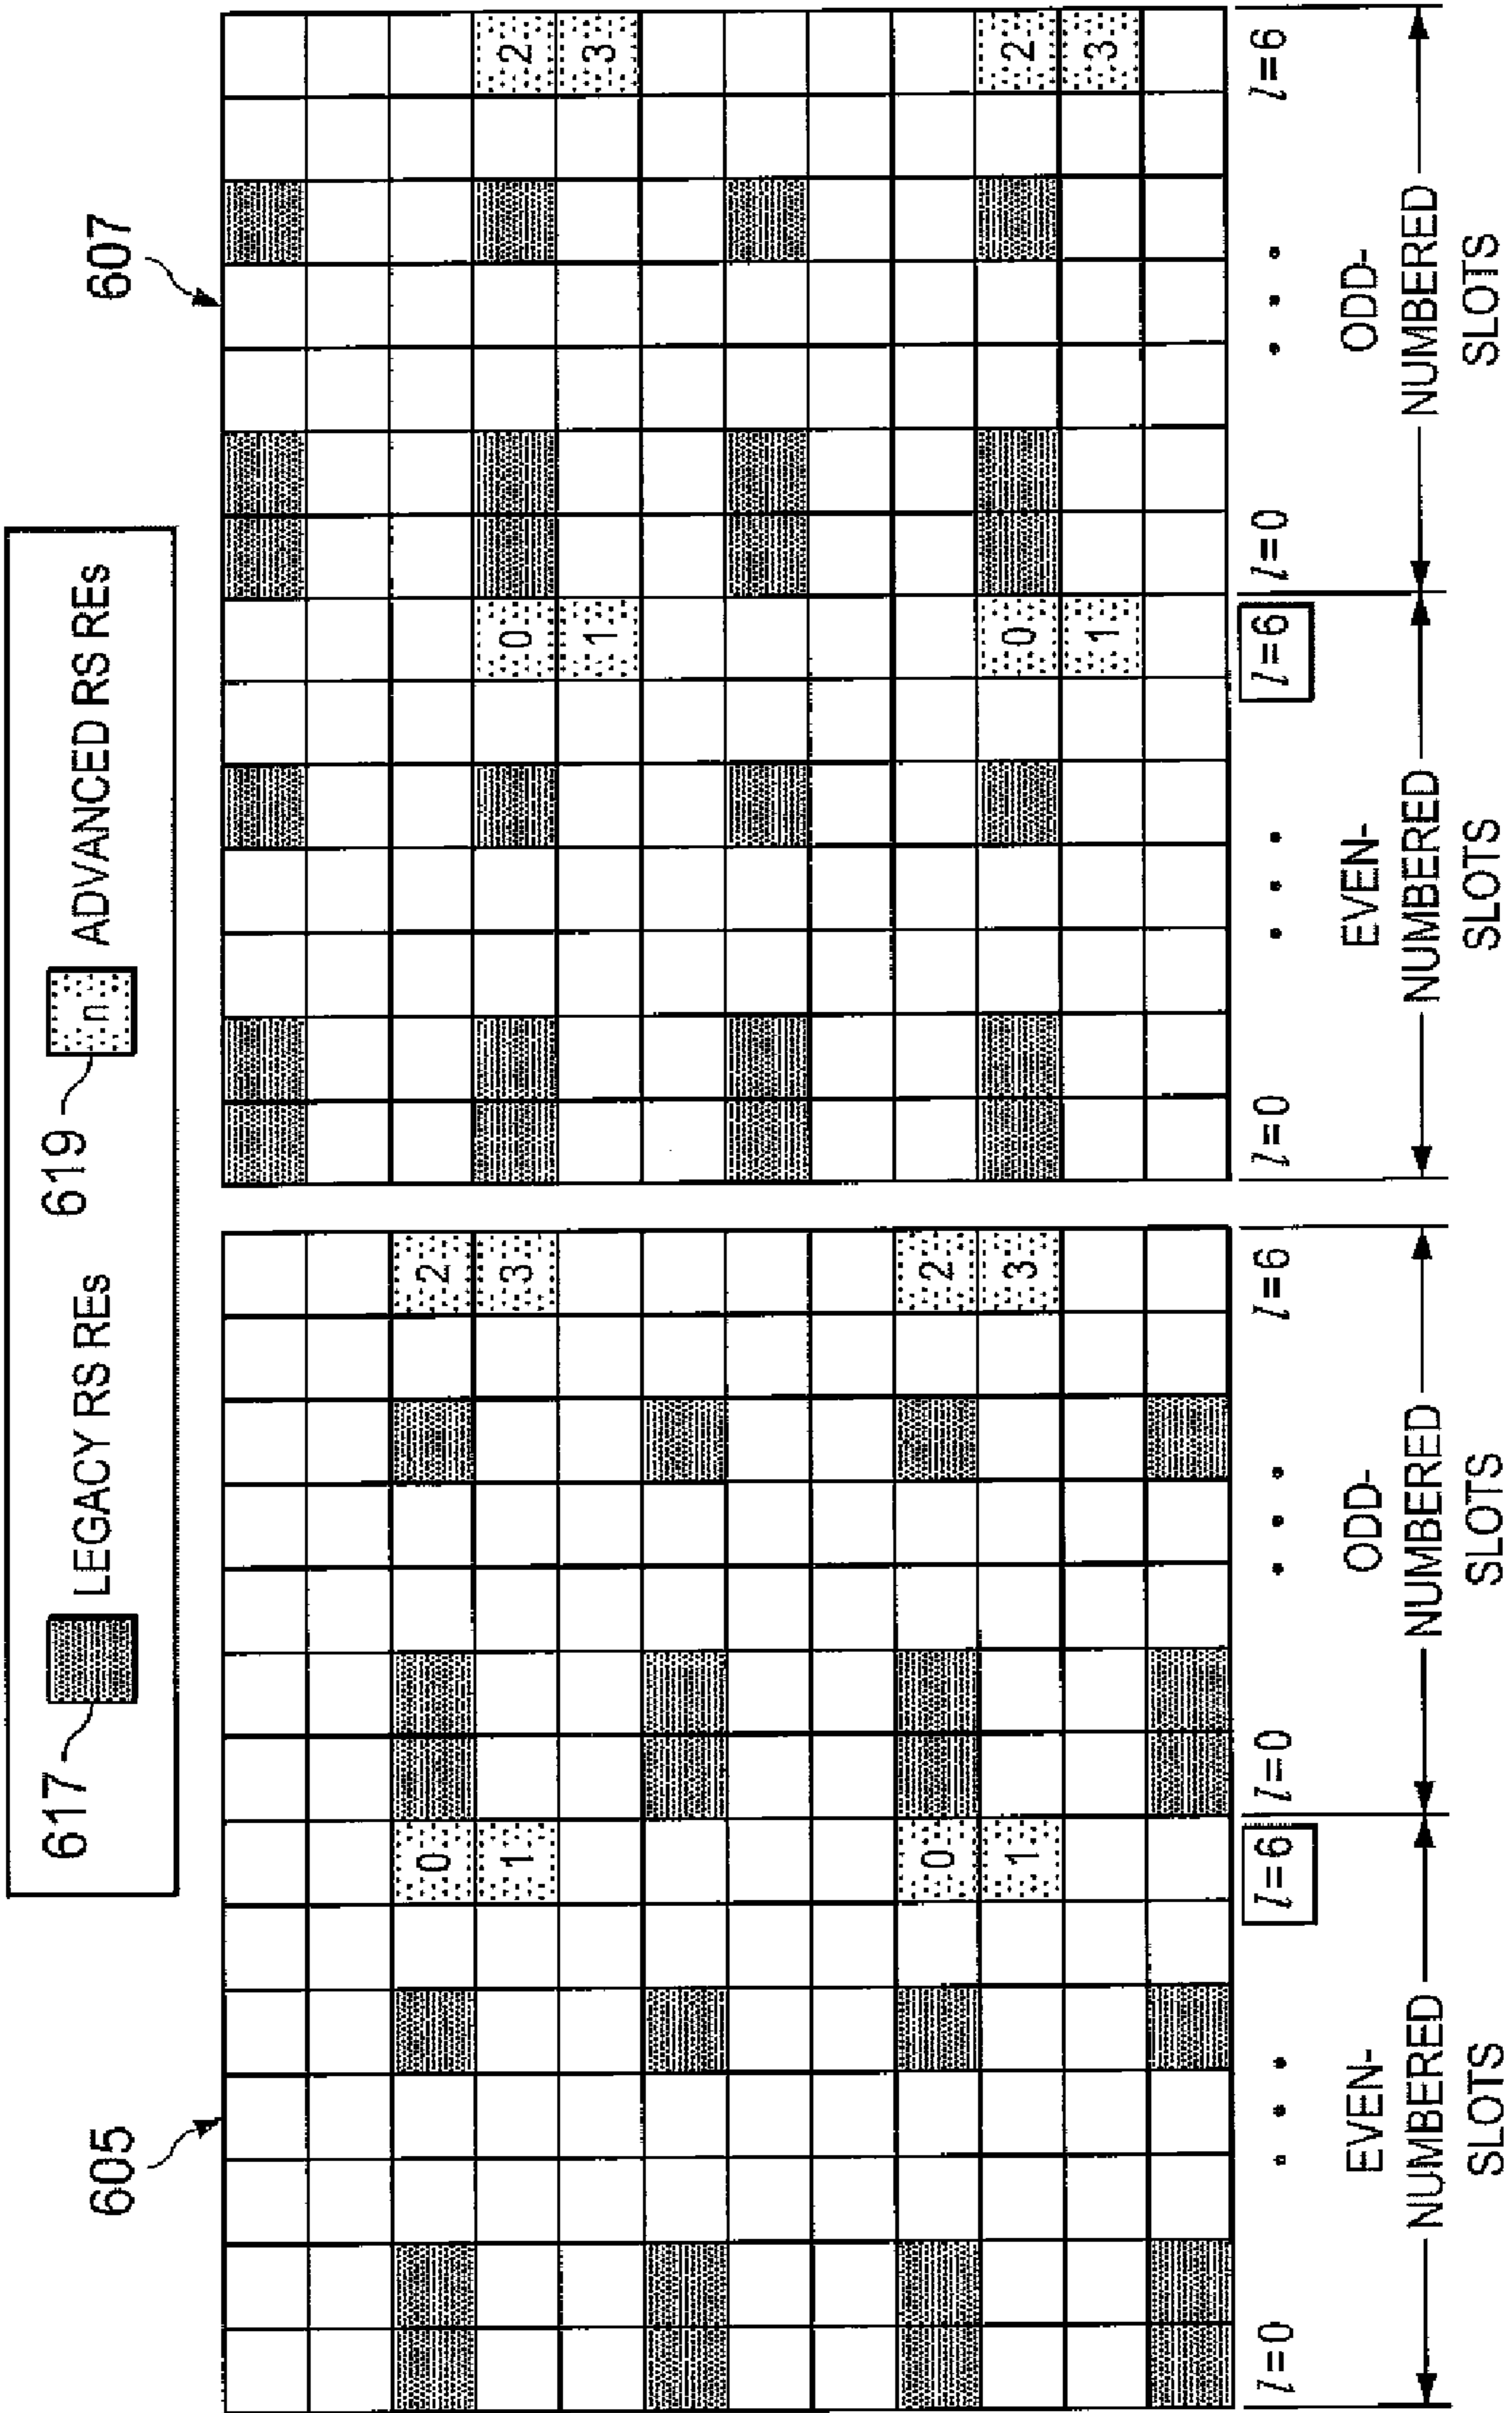 617 LEGACY RS REs 619 n ADVANCED RS REs
605
607
2 2
3 3
0 0
1 1
2 2
3 3
0 0
1 1
l=0 • • • l=6 l=0 • • • l=6
l=0 • • • l=6 l=0 • • • l=6
EVEN-
NUMBERED
SLOTS
ODD-
NUMBERED
SLOTS
EVEN-
NUMBERED
SLOTS
ODD-
NUMBERED
SLOTS